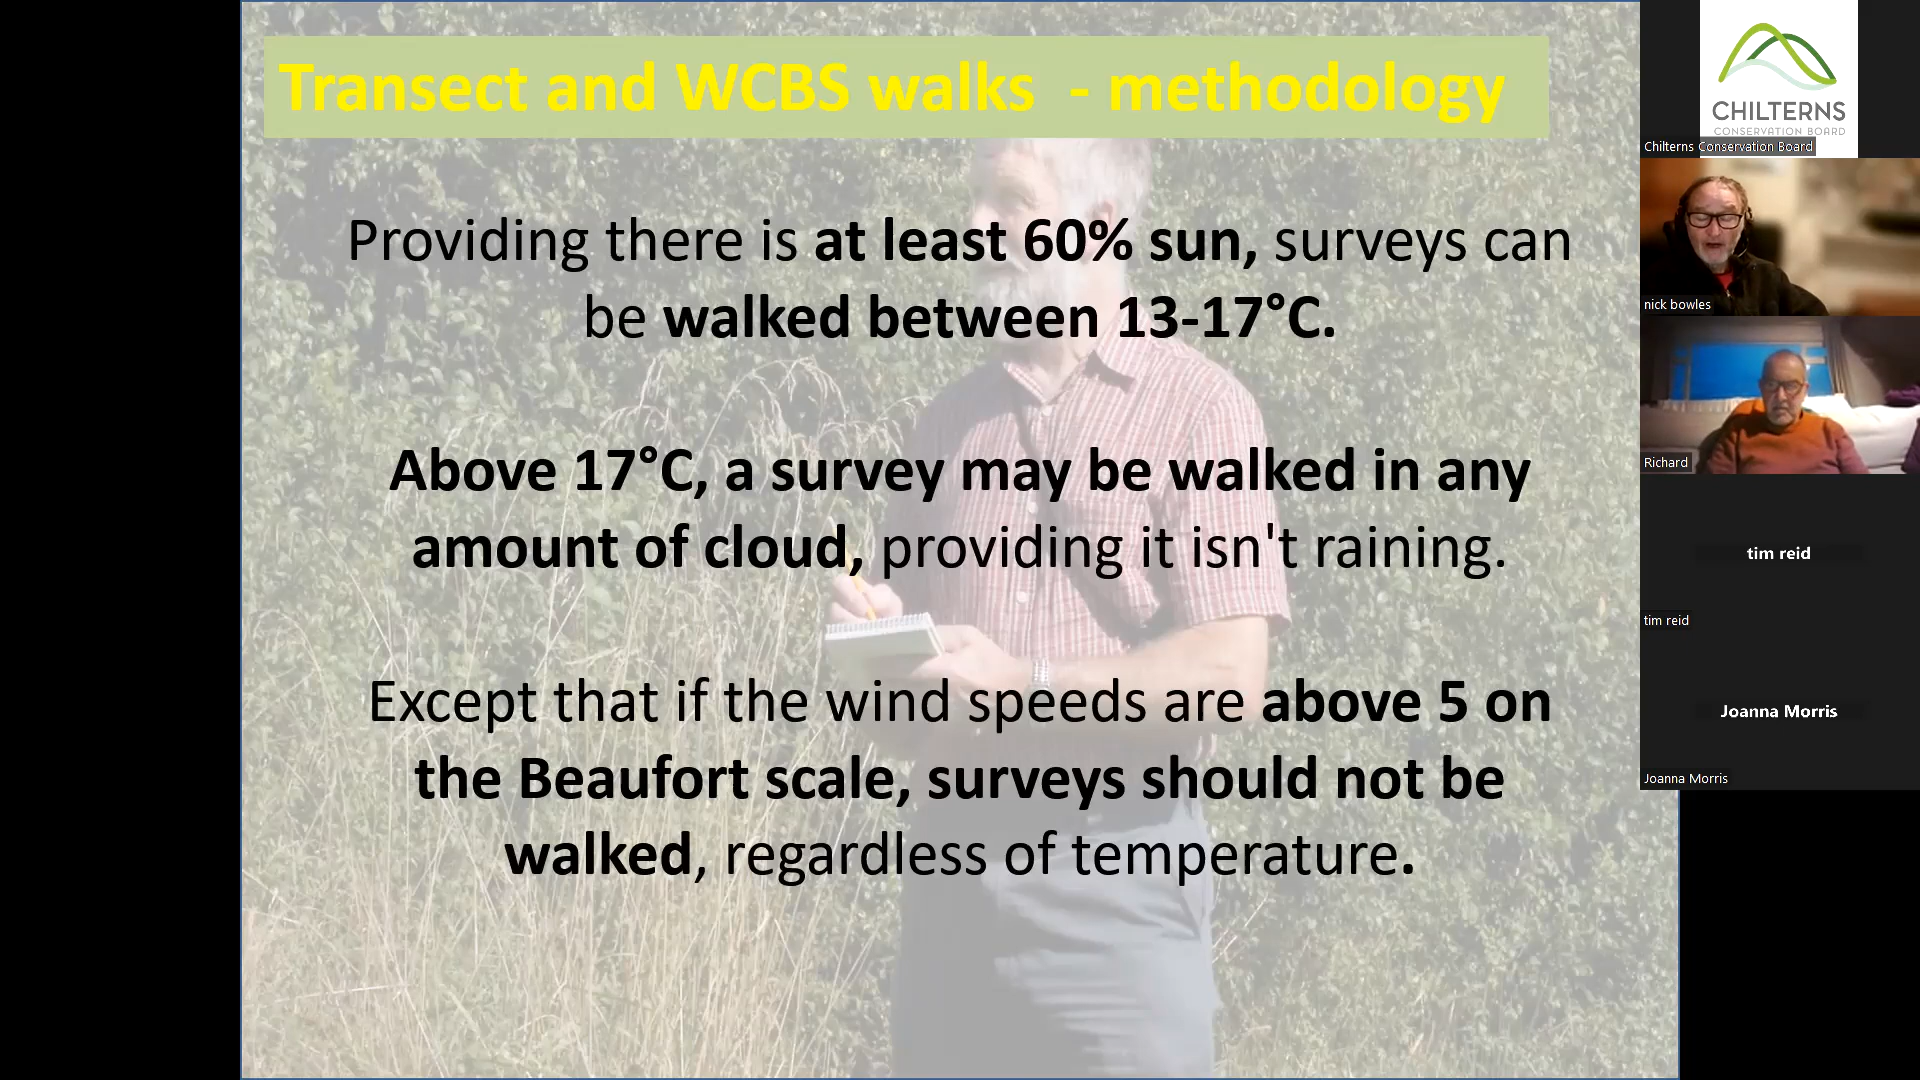 Transect and WCBS walks - methodology
Providing there is at least 60% sun, surveys can
be walked between 13-17°C.
Above 17°C, a survey may be walked in any
amount of cloud, providing it isn't raining.
Except that if the wind speeds are above 5 on
the Beaufort scale, surveys should not be
walked, regardless of temperature.
CHILTERNS
CONSERVATION BOARD
Chilterns Conservation Board
nick bowles
Richard
tim reid
tim reid
Joanna Morris
Joanna Morris